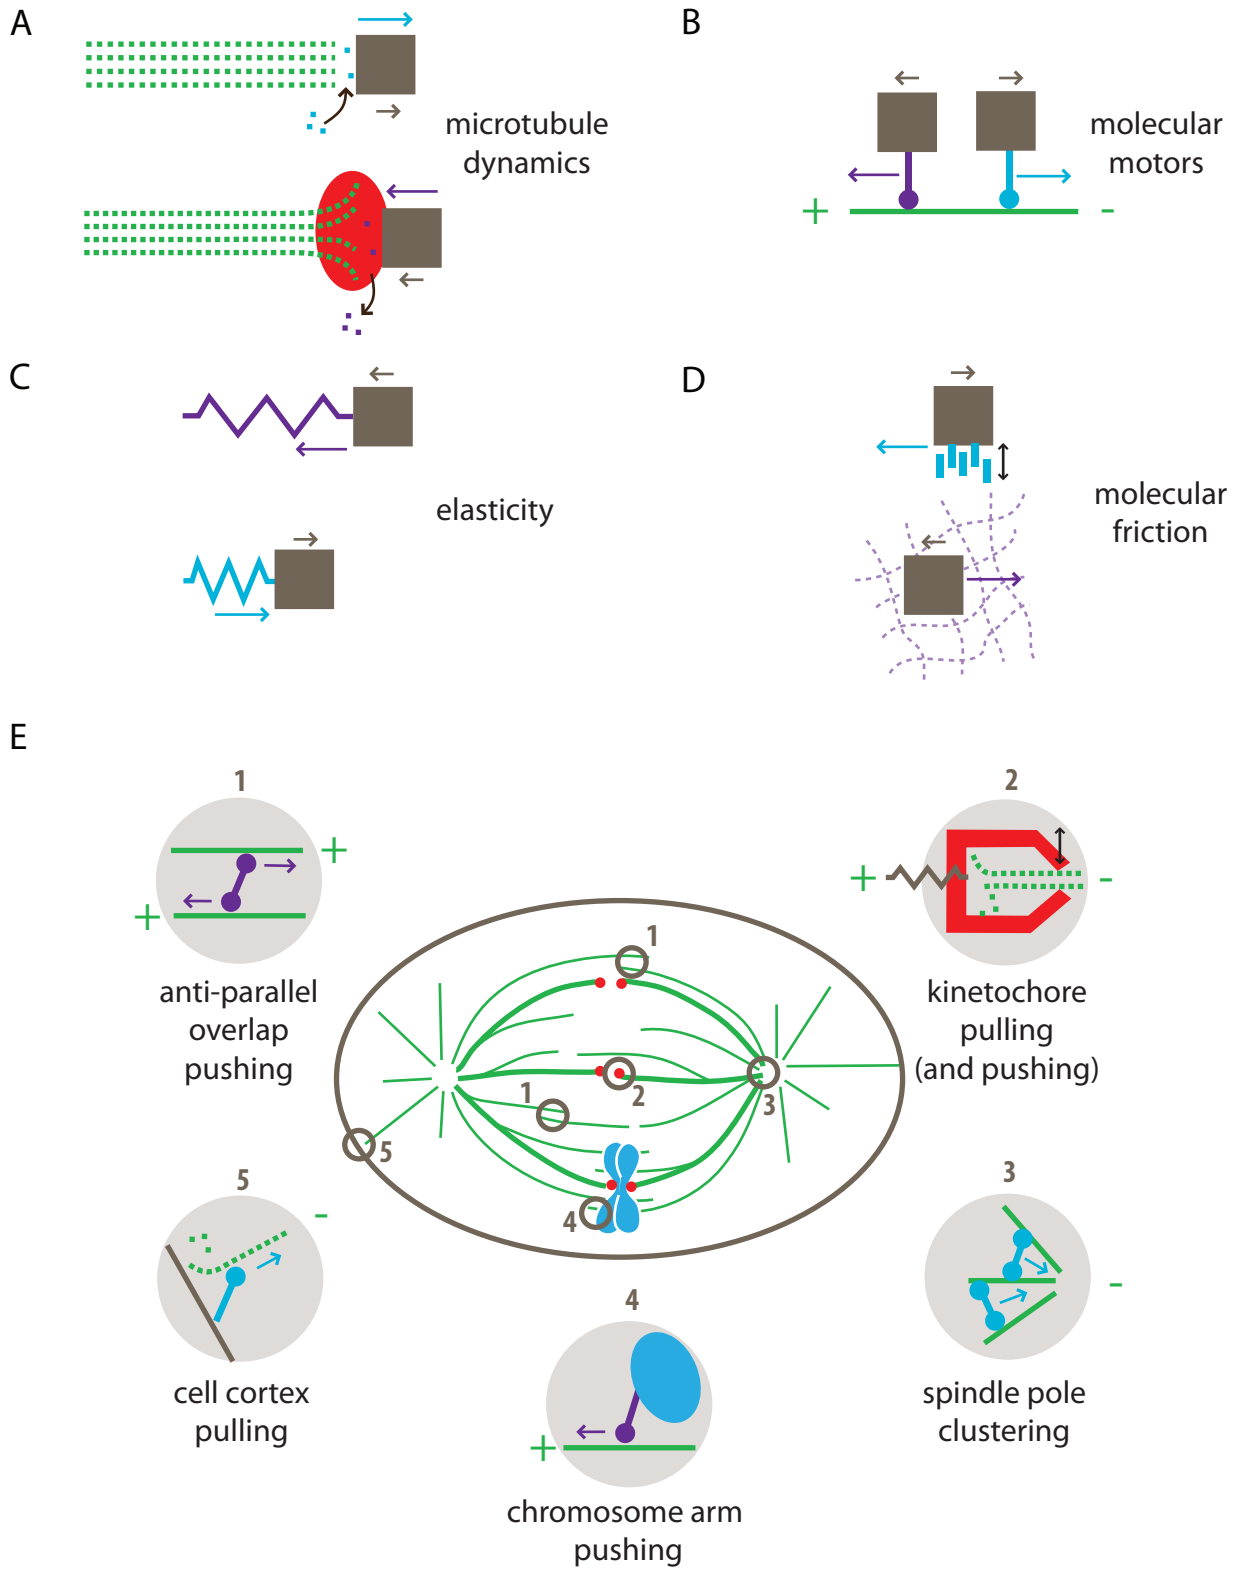 A
microtubule
dynamics
B
molecular
motors
+
-
C
elasticity
D
molecular
friction
E
1
+
+
anti-parallel
overlap
pushing
2
+
-
kinetochore
pulling
(and pushing)
1
1
2
3
4
5
5
-
cell cortex
pulling
4
+
chromosome arm
pushing
3
-
spindle pole
clustering